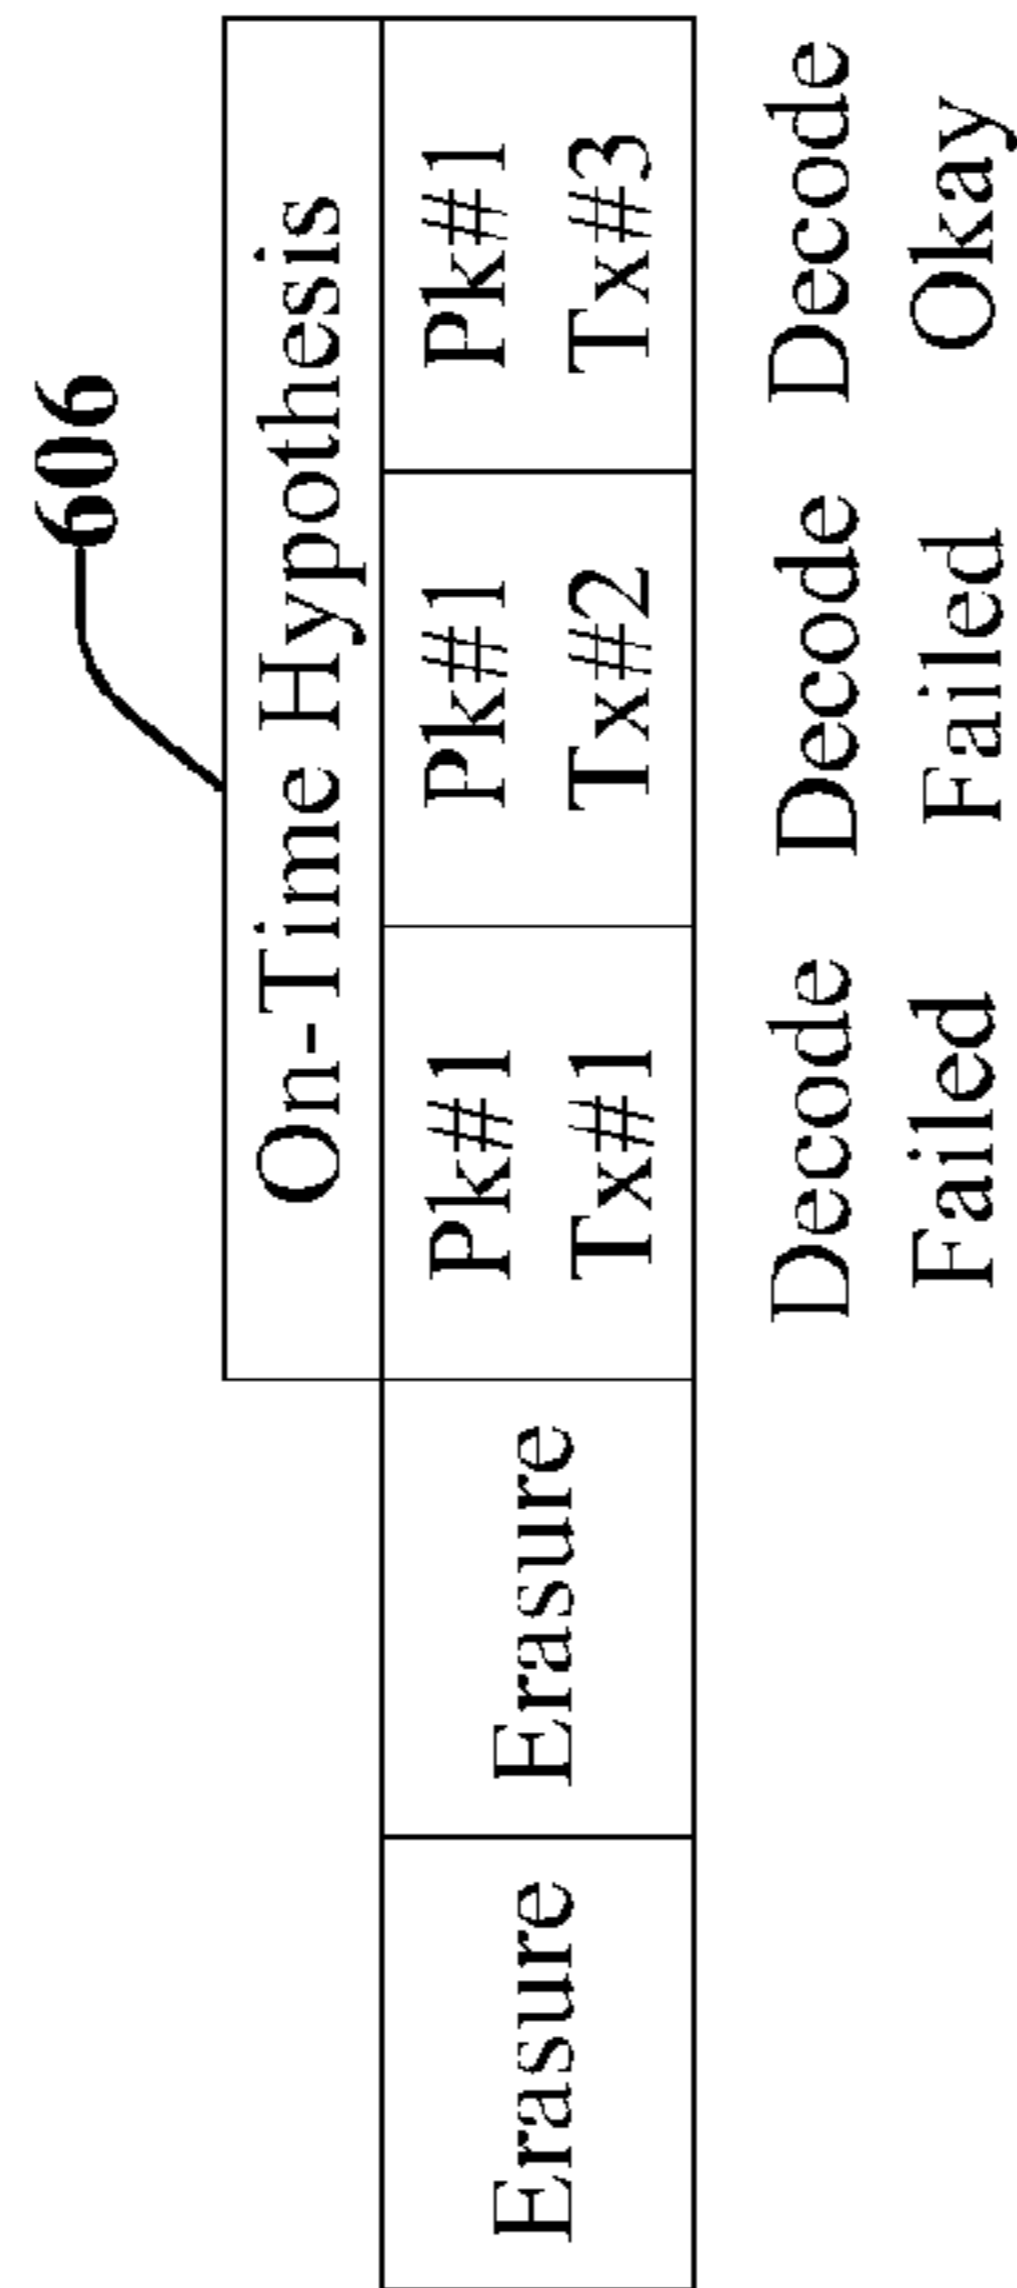 606
On-Time Hypothesis
Erasure
Erasure
Pk#1
Tx#1
Pk#1
Tx#2
Pk#1
Tx#3
Decode
Failed
Decode
Failed
Decode
Okay